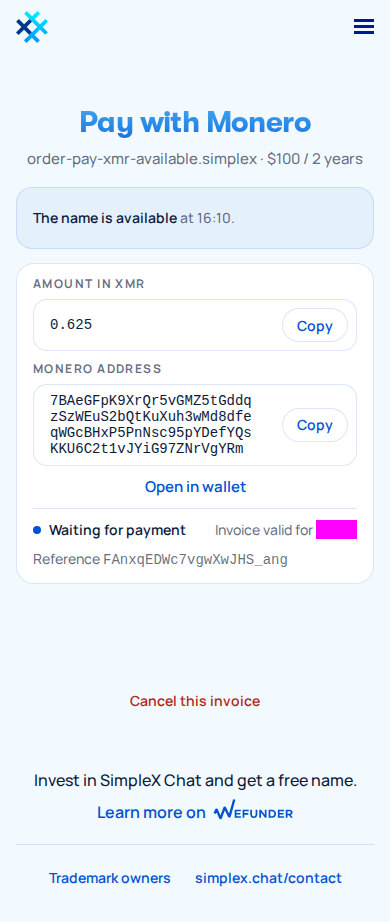 Pay with Monero
order-pay-xmr-available.simplex · $100 / 2 years
The name is available at 16:10.
AMOUNT IN XMR
0.625
Copy
MONERO ADDRESS
7BAeGFpK9XrQr5vGMZ5tGddq
zSzWEuS2bQtKuXuh3wMd8dfe
qWGcBHxP5PnNsc95pYDefYQs
KKU6C2t1vJYiG97ZNrVgYRm
Copy
Open in wallet
Waiting for payment
Invoice valid for
Reference FAnxqEDWc7vgwXwJHS_ang
Cancel this invoice
Invest in SimpleX Chat and get a free name.
Learn more on WEFUNDER
Trademark owners
simplex.chat/contact